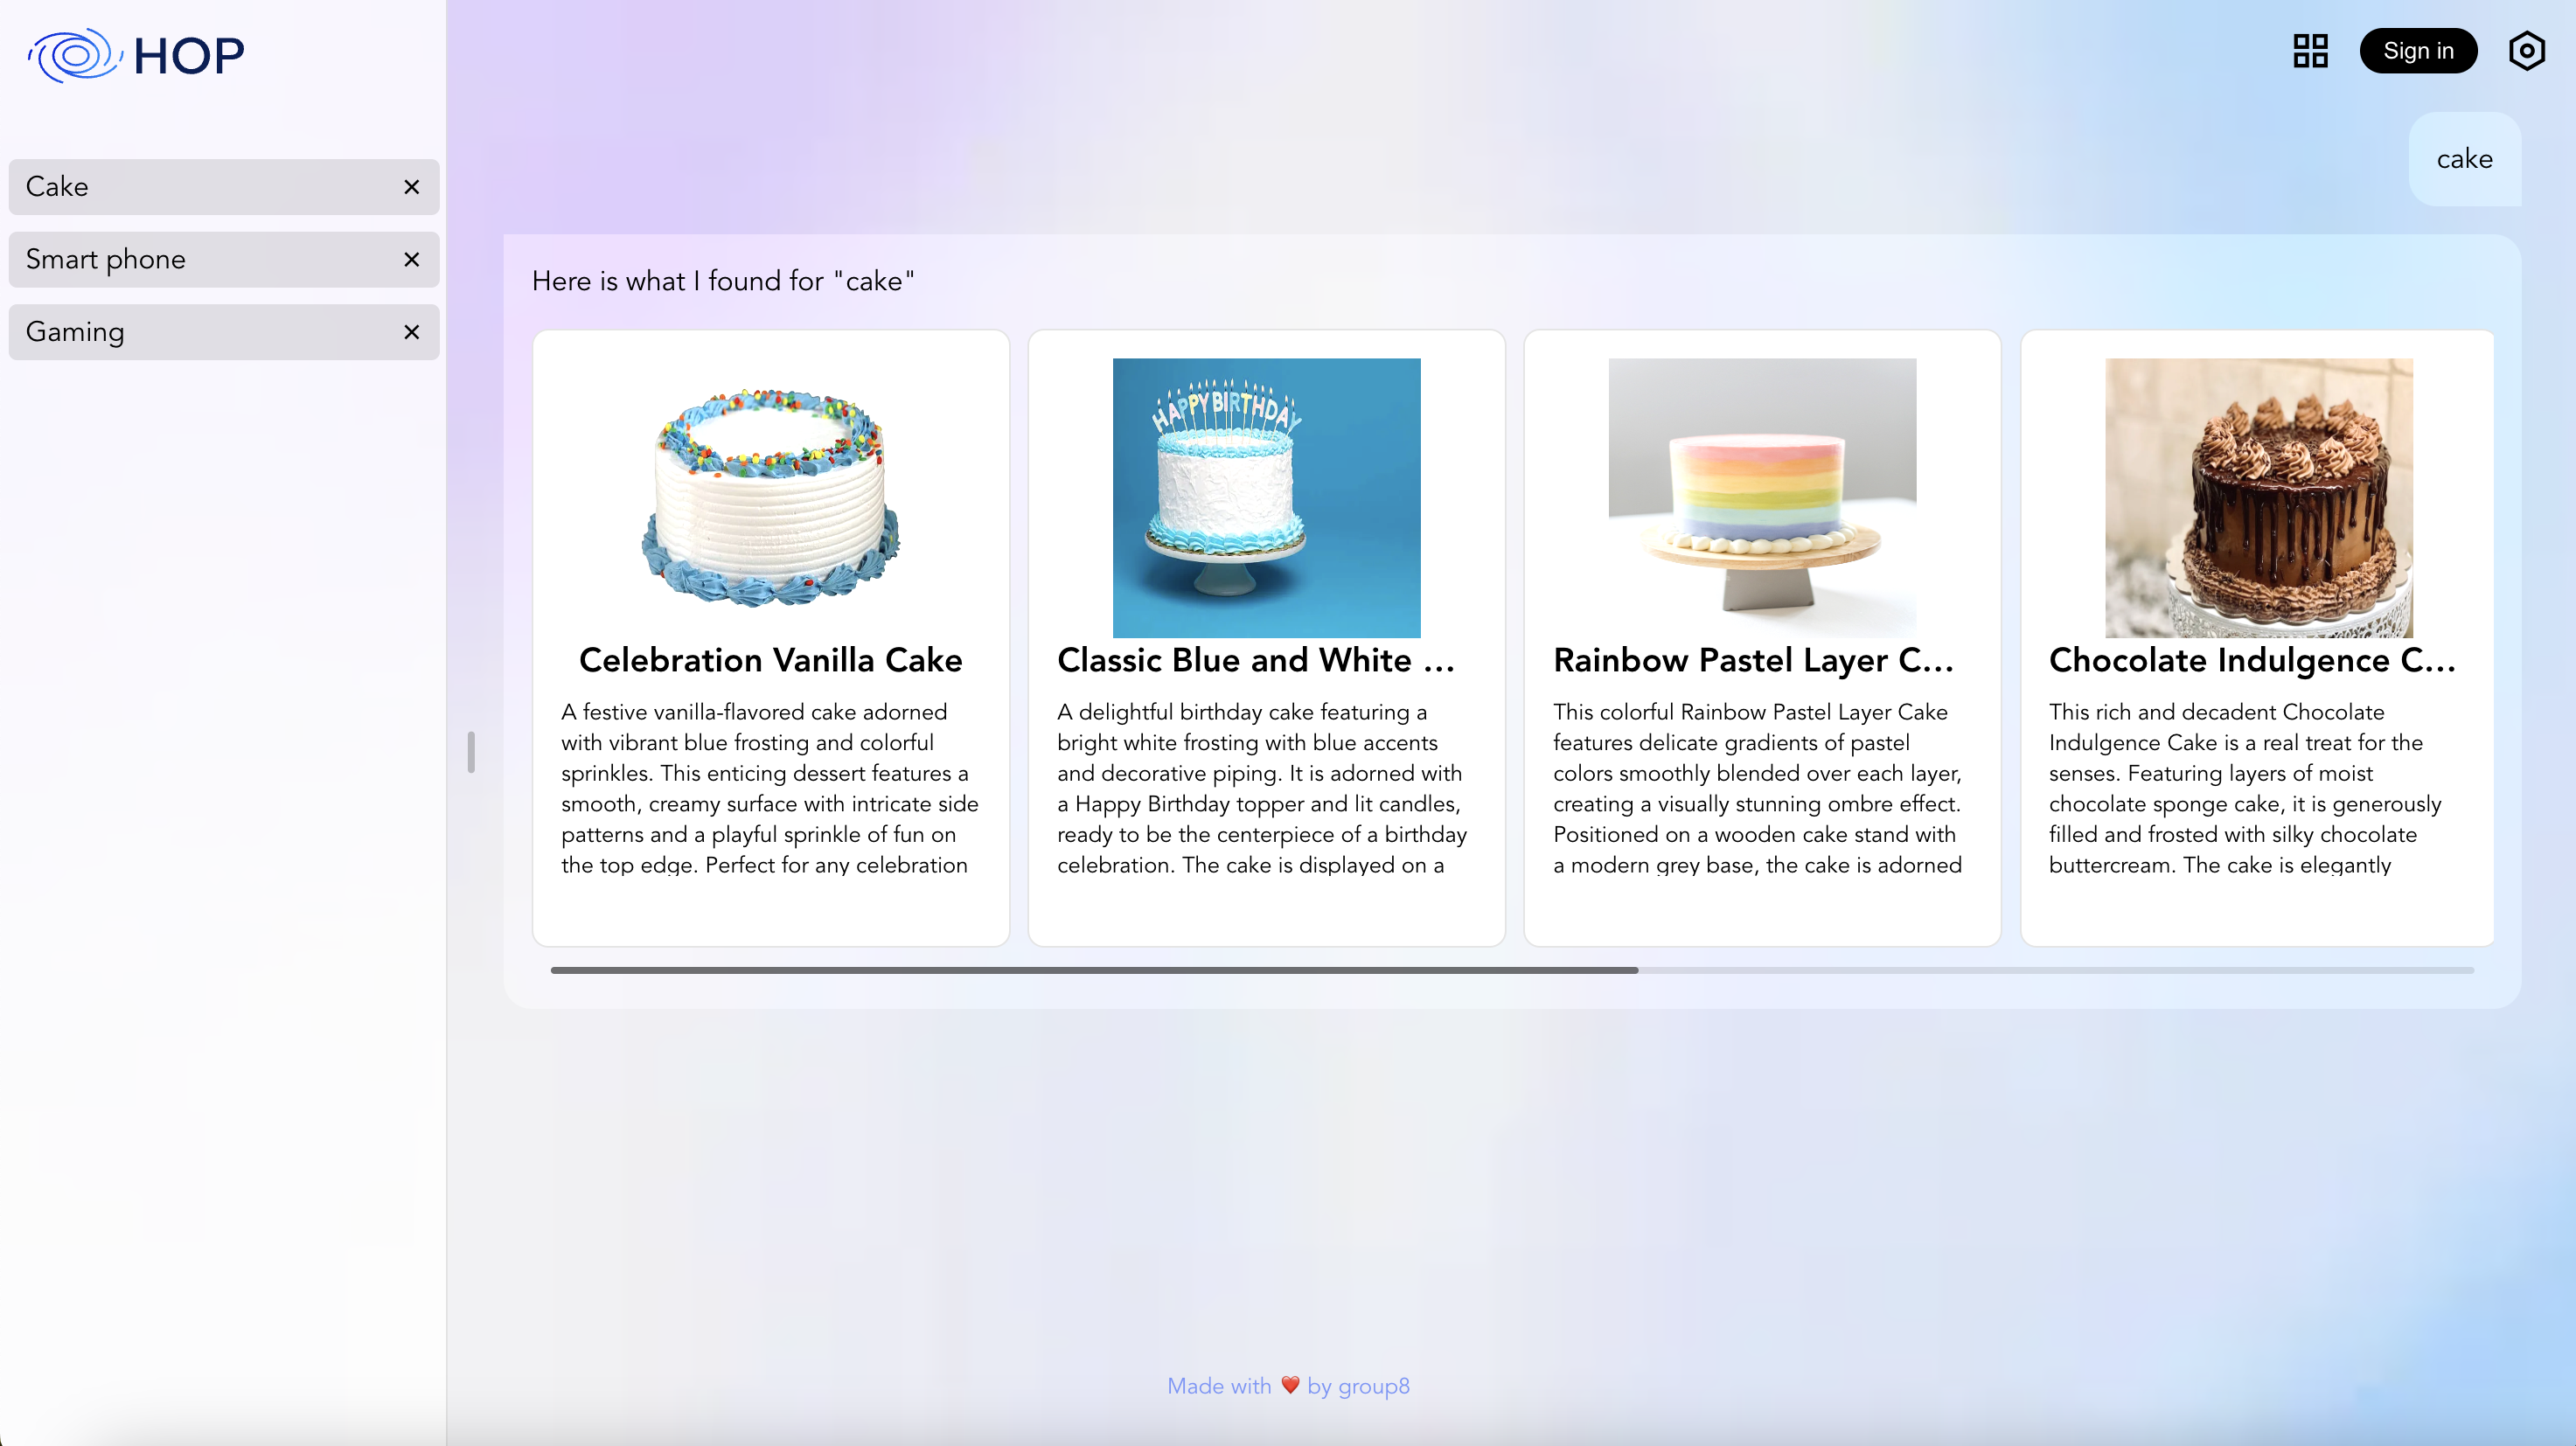 HOP
Sign in
Cake
Smart phone
Gaming
cake
Here is what I found for "cake"
HAPPY BIRTHDAY
Celebration Vanilla Cake
A festive vanilla-flavored cake adorned
with vibrant blue frosting and colorful
sprinkles. This enticing dessert features a
smooth, creamy surface with intricate side
patterns and a playful sprinkle of fun on
the top edge. Perfect for any celebration
Classic Blue and White ...
A delightful birthday cake featuring a
bright white frosting with blue accents
and decorative piping. It is adorned with
a Happy Birthday topper and lit candles,
ready to be the centerpiece of a birthday
celebration. The cake is displayed on a
Rainbow Pastel Layer C...
This colorful Rainbow Pastel Layer Cake
features delicate gradients of pastel
colors smoothly blended over each layer,
creating a visually stunning ombre effect.
Positioned on a wooden cake stand with
a modern grey base, the cake is adorned
Chocolate Indulgence C...
This rich and decadent Chocolate
Indulgence Cake is a real treat for the
senses. Featuring layers of moist
chocolate sponge cake, it is generously
filled and frosted with silky chocolate
buttercream. The cake is elegantly
Made with ❤️ by group8